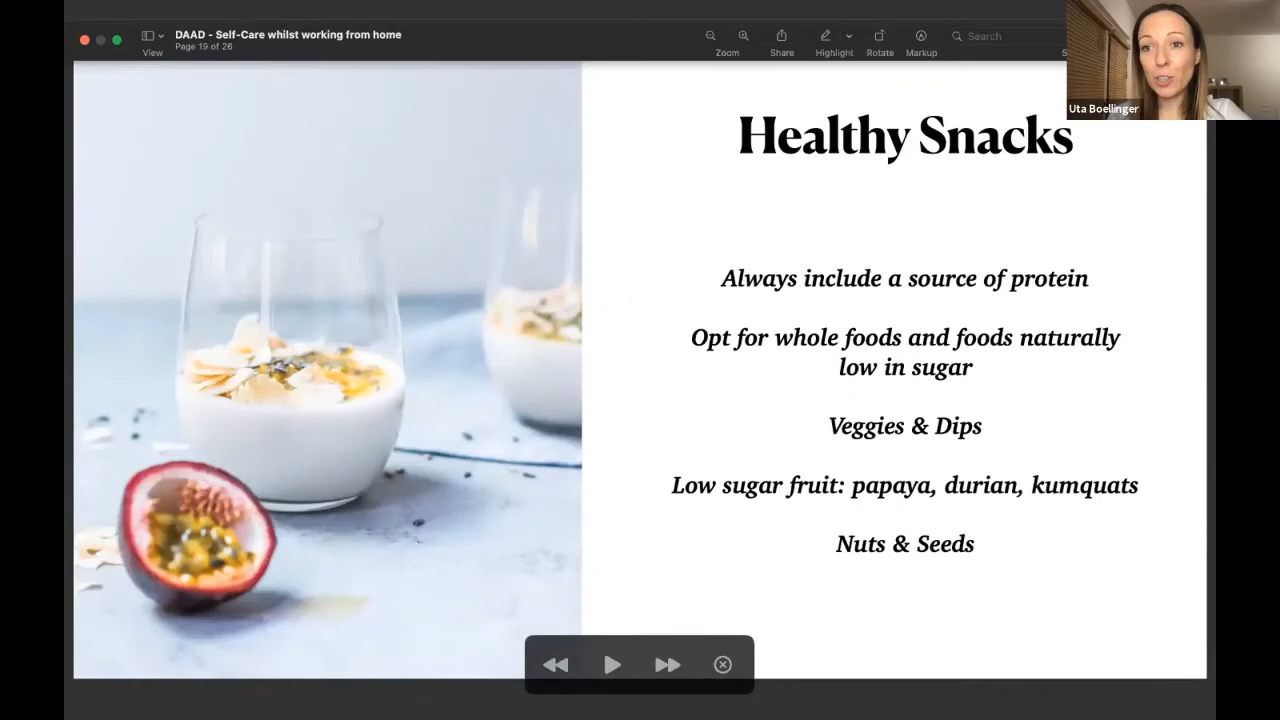 DAAD - Self-Care whilst working from home
Page 19 of 26
View
Zoom
Share
Highlight
Rotate
Markup
Search
S
Uta Boellinger
Healthy Snacks
Always include a source of protein
Opt for whole foods and foods naturally
low in sugar
Veggies & Dips
Low sugar fruit: papaya, durian, kumquats
Nuts & Seeds